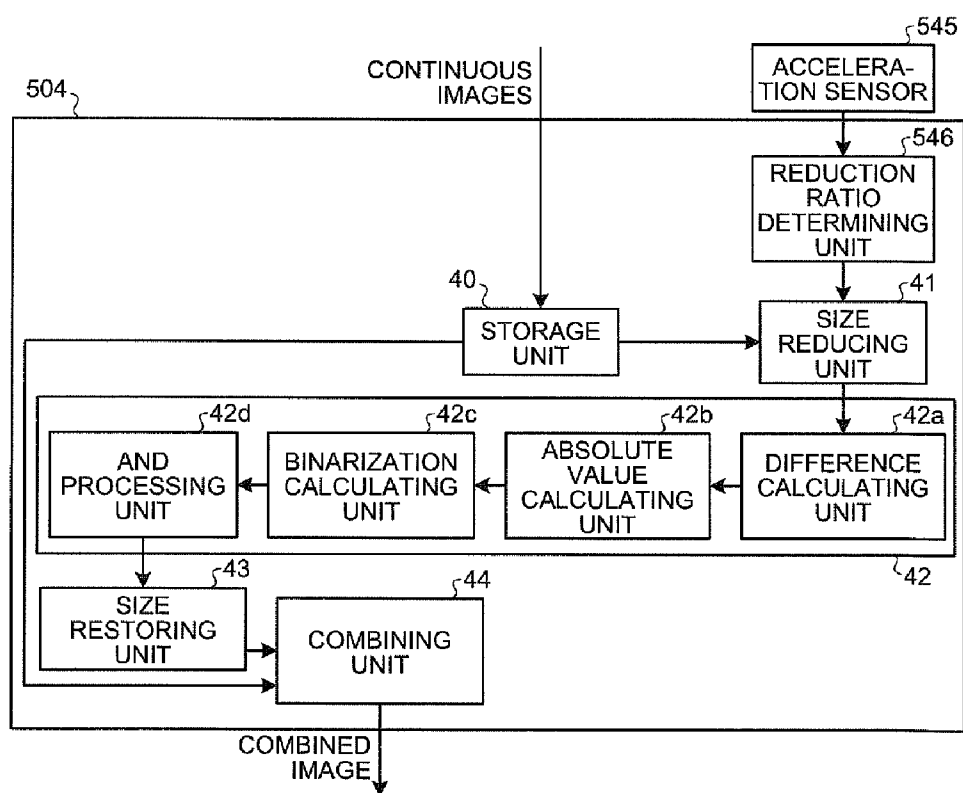 545
ACCELERA-
TION SENSOR
CONTINUOUS
IMAGES
504
546
REDUCTION
RATIO
DETERMINING
UNIT
40
STORAGE
UNIT
41
SIZE
REDUCING
UNIT
42d
AND
PROCESSING
UNIT
42c
BINARIZATION
CALCULATING
UNIT
42b
ABSOLUTE
VALUE
CALCULATING
UNIT
42a
DIFFERENCE
CALCULATING
UNIT
42
43
SIZE
RESTORING
UNIT
44
COMBINING
UNIT
COMBINED
IMAGE